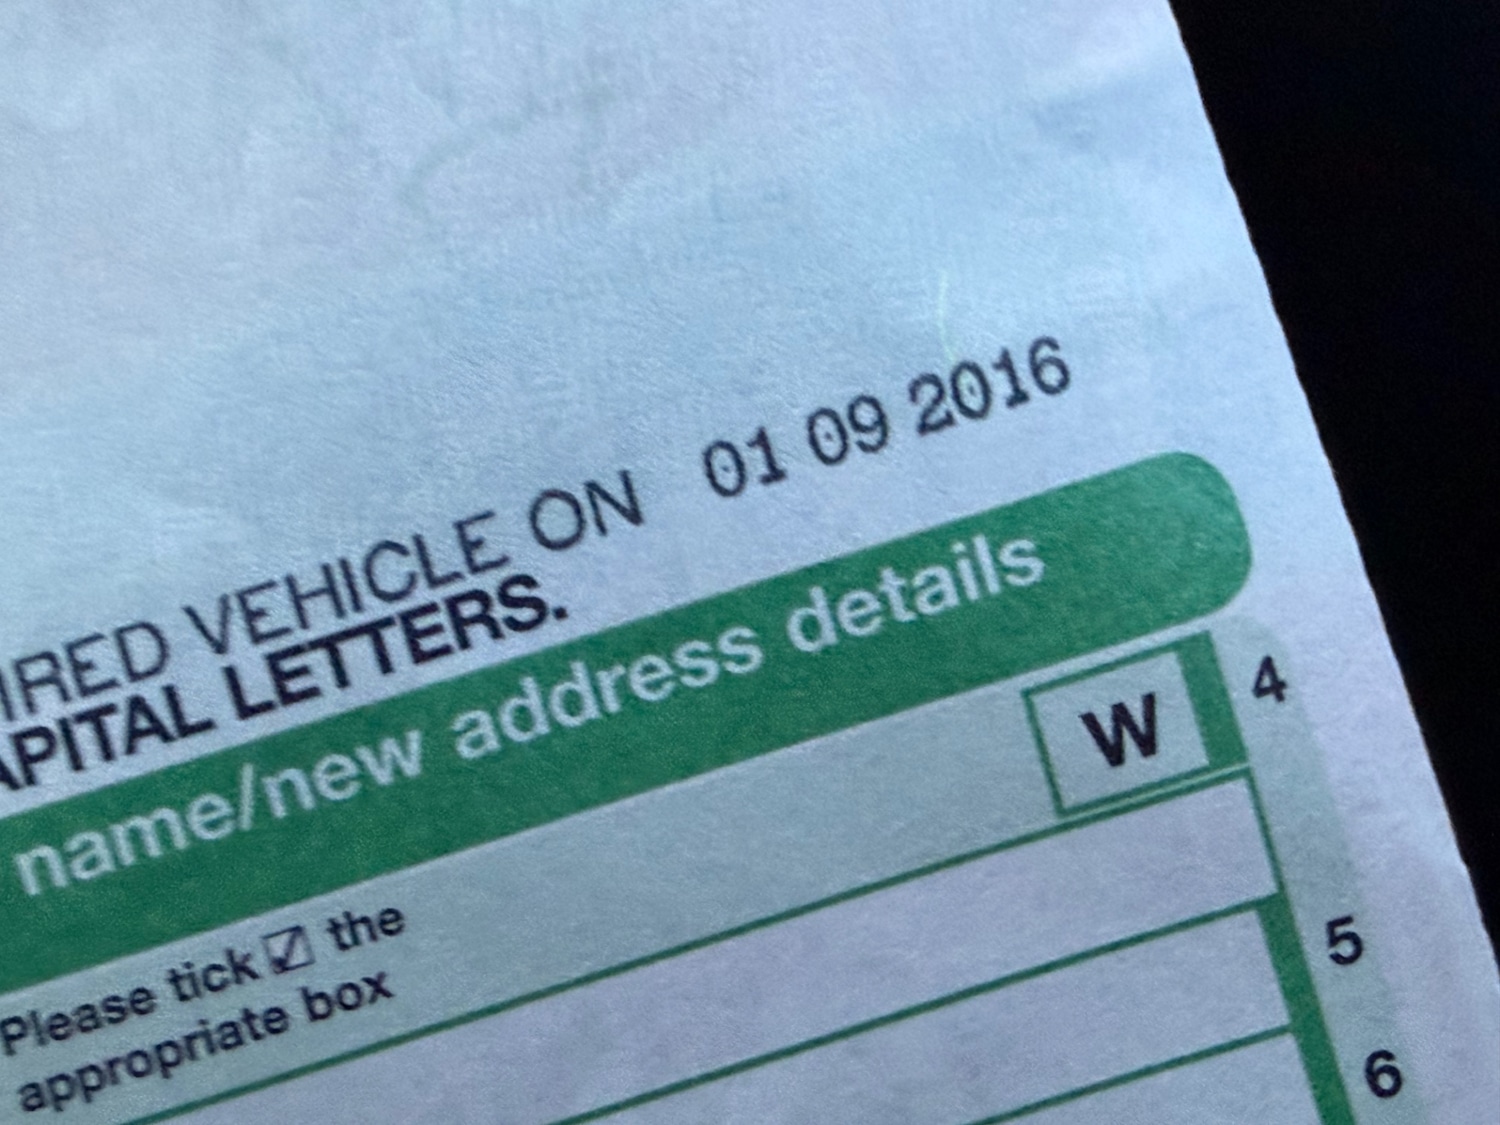 IRED VEHICLE ON 01 09 2016
APITAL LETTERS.
name/new address details
W 4
Please tick ☑ the
appropriate box
5
6